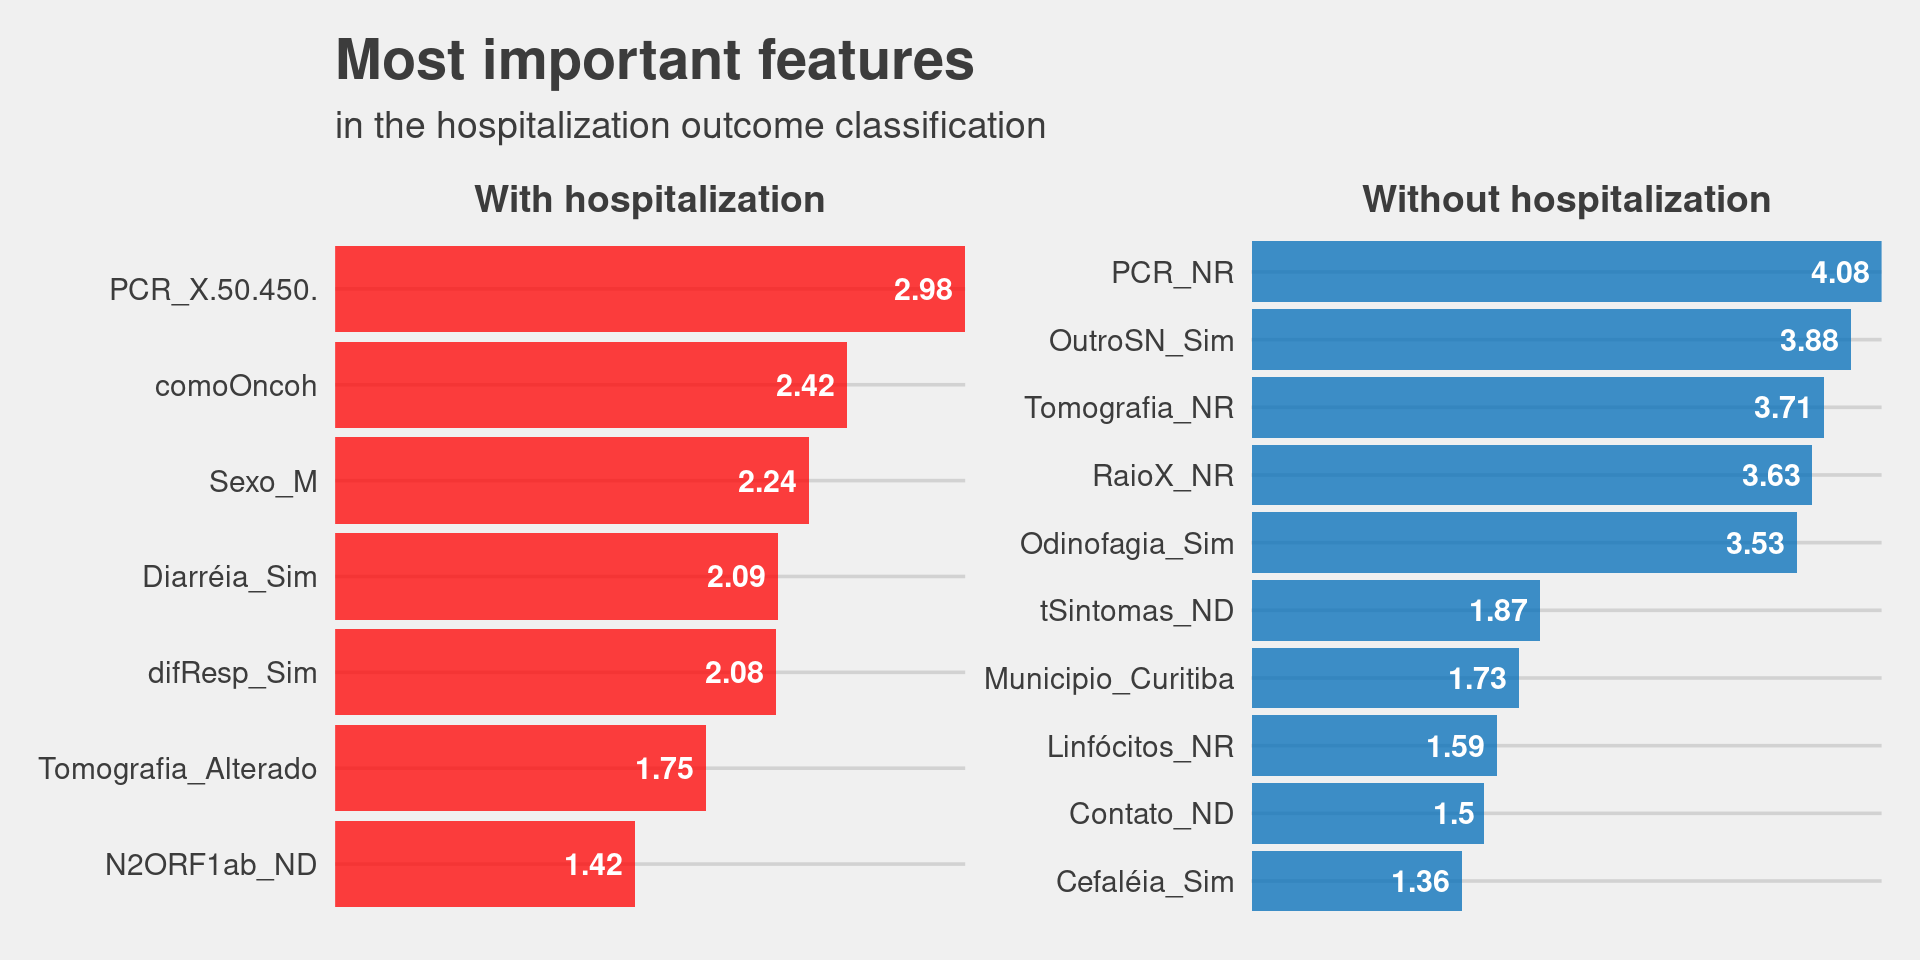 Most important features
in the hospitalization outcome classification
With hospitalization
PCR_X.50.450. 2.98
comoOncoh 2.42
Sexo_M 2.24
Diarréia_Sim 2.09
difResp_Sim 2.08
Tomografia_Alterado 1.75
N2ORF1ab_ND 1.42
Without hospitalization
PCR_NR 4.08
OutroSN_Sim 3.88
Tomografia_NR 3.71
RaioX_NR 3.63
Odinofagia_Sim 3.53
tSintomas_ND 1.87
Municipio_Curitiba 1.73
Linfócitos_NR 1.59
Contato_ND 1.5
Cefaléia_Sim 1.36